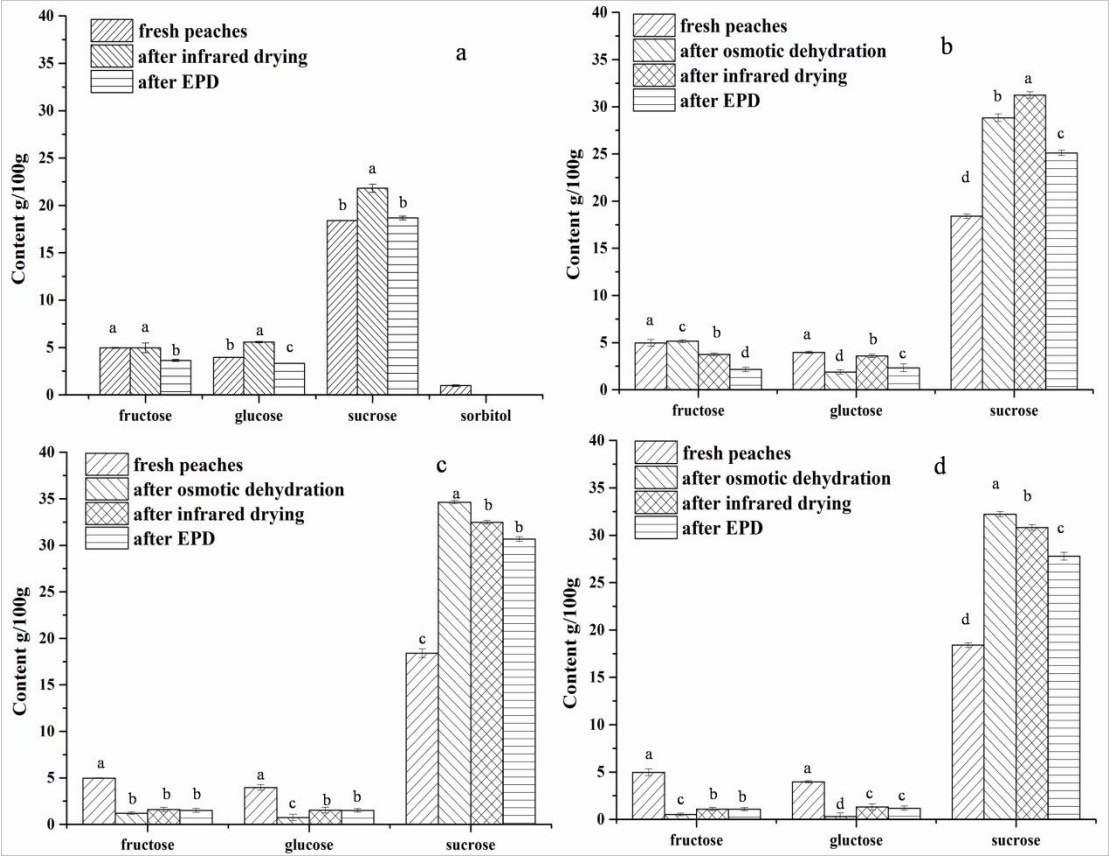 40
35
30
25
20
15
10
5
0
Content g/100g
fresh peaches
after infrared drying
after EPD
a
a a b
b a c
b a b
fructose glucose sucrose sorbitol
40
35
30
25
20
15
10
5
0
Content g/100g
fresh peaches
after osmotic dehydration
after infrared drying
after EPD
b
a c b d
a d b c
d b a c
fructose gluctose sucrose
40
35
30
25
20
15
10
5
0
Content g/100g
fresh peaches
after osmotic dehydration
after infrared drying
after EPD
c
a b b b
a c b b
c a b b
fructose glucose sucrose
40
35
30
25
20
15
10
5
0
Content g/100g
fresh peaches
after osmotic dehydration
after infrared drying
after EPD
d
a c b b
a d c c
d a b c
fructose glucose sucrose